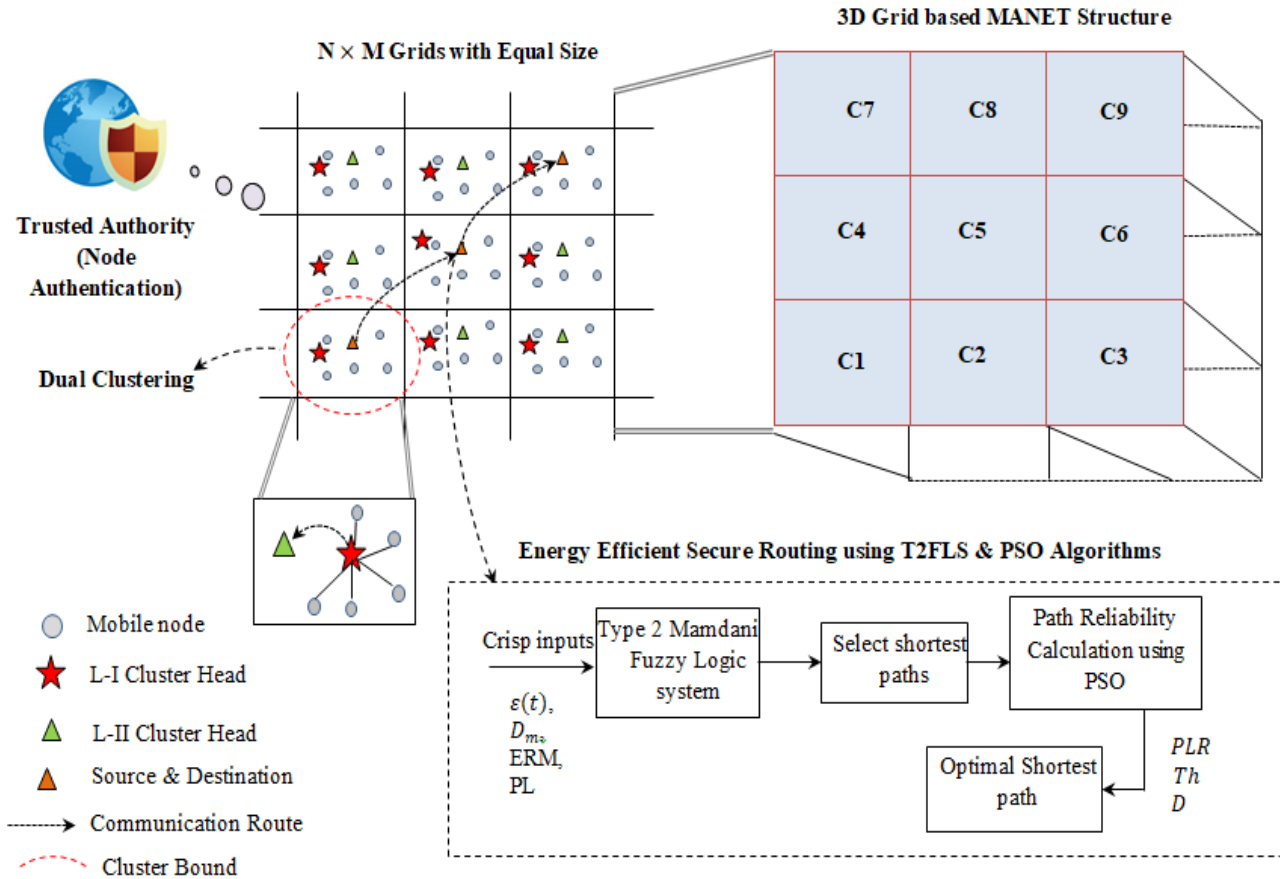 3D Grid based MANET Structure
N × M Grids with Equal Size
C7 C8 C9
C4 C5 C6
C1 C2 C3
Trusted Authority
(Node
Authentication)
Dual Clustering
Mobile node
L-I Cluster Head
L-II Cluster Head
Source & Destination
Communication Route
Cluster Bound
Energy Efficient Secure Routing using T2FLS & PSO Algorithms
Crisp inputs
ε(t),
D_m,
ERM,
PL
Type 2 Mamdani
Fuzzy Logic
system
Select shortest
paths
Path Reliability
Calculation using
PSO
PLR
Th
D
Optimal Shortest
path